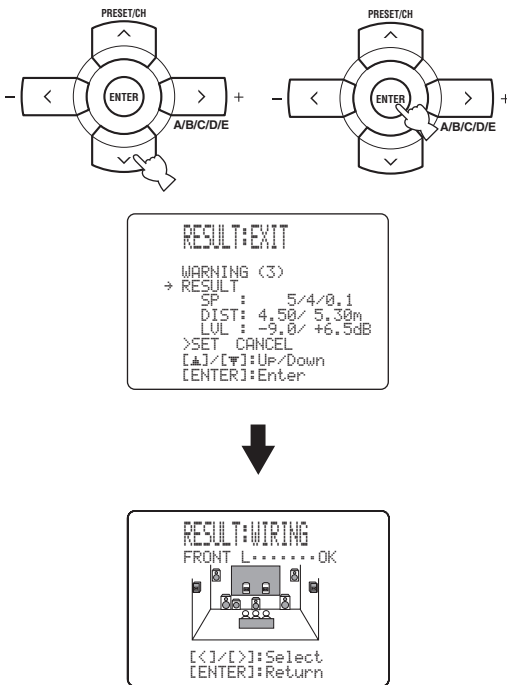 PRESET/CH
PRESET/CH
- < ENTER > +
- < ENTER > +
A/B/C/D/E
A/B/C/D/E
RESULT:EXIT
WARNING (3)
→ RESULT
SP : 5/4/0.1
DIST: 4.50/ 5.30m
LVL : -9.0/ +6.5dB
>SET CANCEL
[▲]/[▼]:Up/Down
[ENTER]:Enter
RESULT:WIRING
FRONT L·······OK
[<]/[>]:Select
[ENTER]:Return